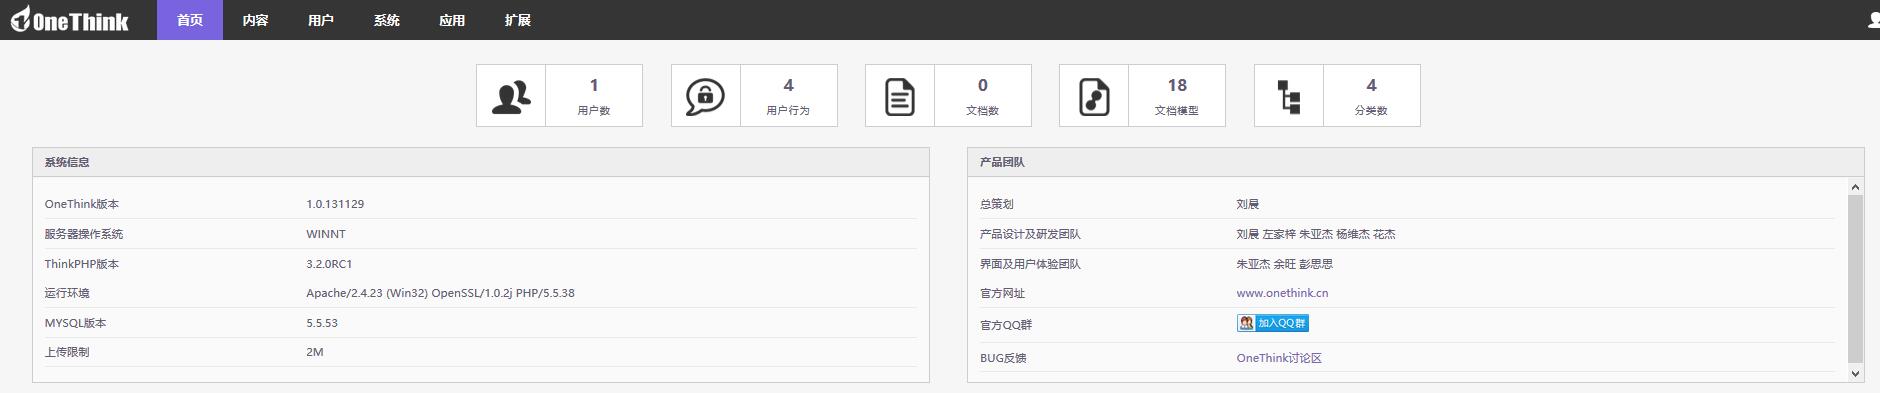 OneThink 首页 内容 用户 系统 应用 扩展
1 4 0 18 4
用户数 用户行为 文档数 文档模型 分类数
系统信息
OneThink版本 1.0.131129
服务器操作系统 WINNT
ThinkPHP版本 3.2.0RC1
运行环境 Apache/2.4.23 (Win32) OpenSSL/1.0.2j PHP/5.5.38
MYSQL版本 5.5.53
上传限制 2M
产品团队
总策划 刘晨
产品设计及研发团队 刘晨 左家梓 朱亚杰 杨维杰 花杰
界面及用户体验团队 朱亚杰 余旺 彭思思
官方网址 www.onethink.cn
官方QQ群 加入QQ群
BUG反馈 OneThink讨论区